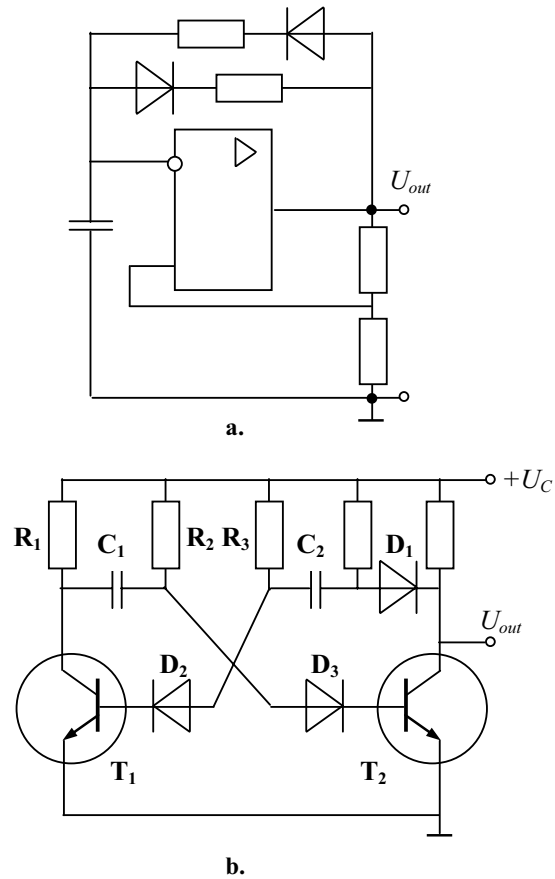 U_out
a.
+U_C
R₁ C₁ R₂ R₃ C₂ D₁
U_out
D₂ D₃
T₁ T₂
b.